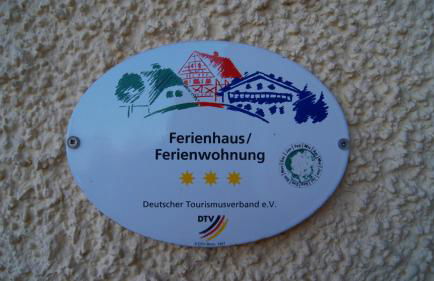 Ferienhaus/
Ferienwohnung
Deutscher Tourismusverband e.V.
DTV